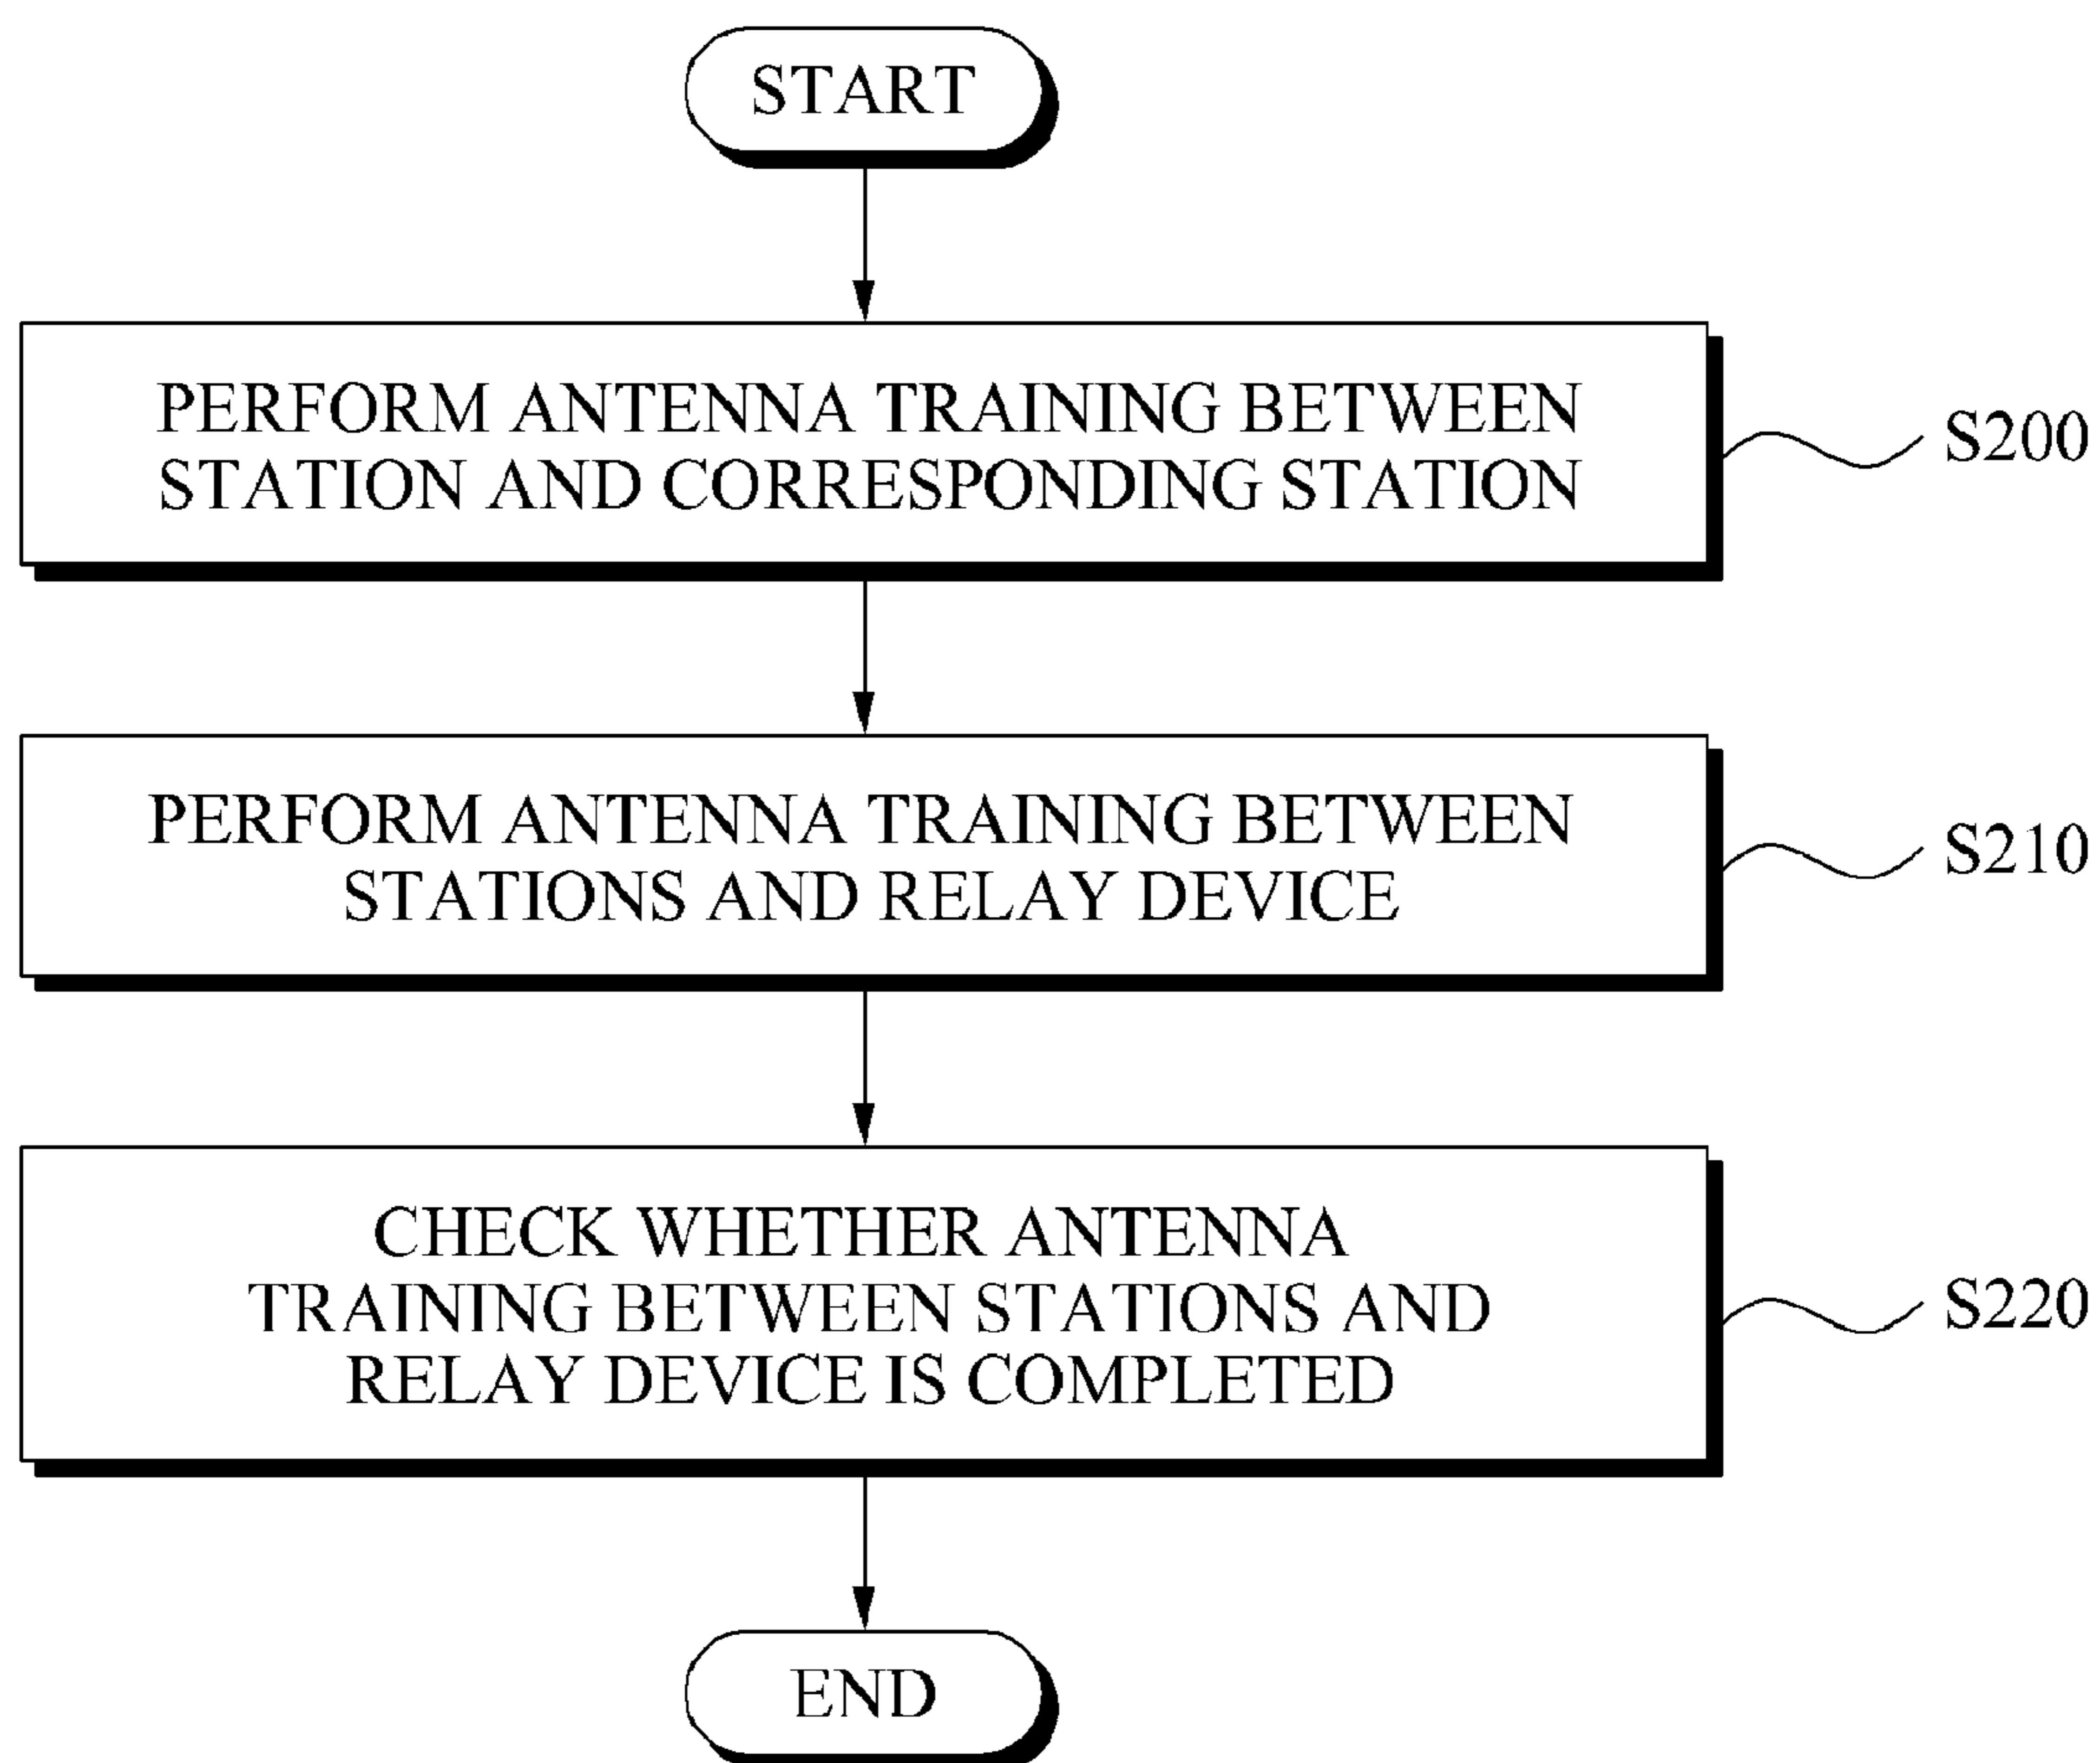 START
PERFORM ANTENNA TRAINING BETWEEN
STATION AND CORRESPONDING STATION
S200
PERFORM ANTENNA TRAINING BETWEEN
STATIONS AND RELAY DEVICE
S210
CHECK WHETHER ANTENNA
TRAINING BETWEEN STATIONS AND
RELAY DEVICE IS COMPLETED
S220
END